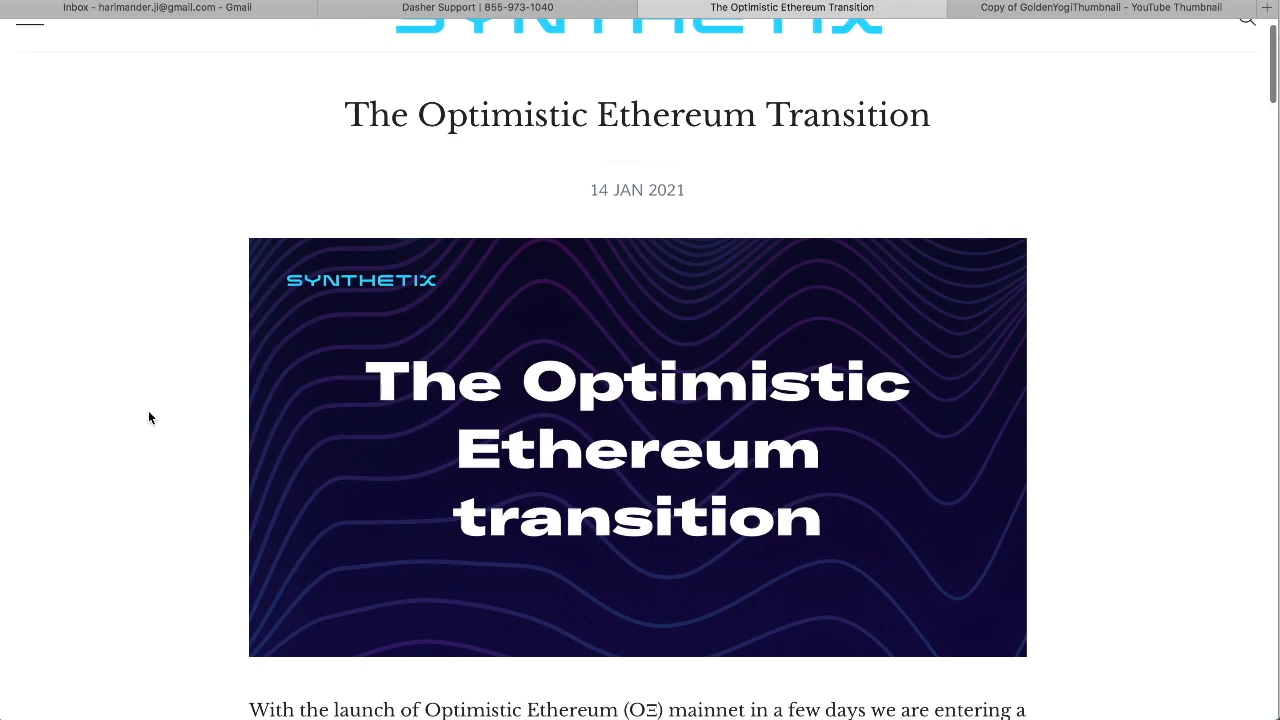 Inbox - harimander.ji@gmail.com - Gmail
Dasher Support | 855-973-1040
The Optimistic Ethereum Transition
Copy of GoldenYogiThumbnail - YouTube Thumbnail
SYNTHETIX
The Optimistic Ethereum Transition
14 JAN 2021
SYNTHETIX
The Optimistic
Ethereum
transition
With the launch of Optimistic Ethereum (OΞ) mainnet in a few days we are entering a